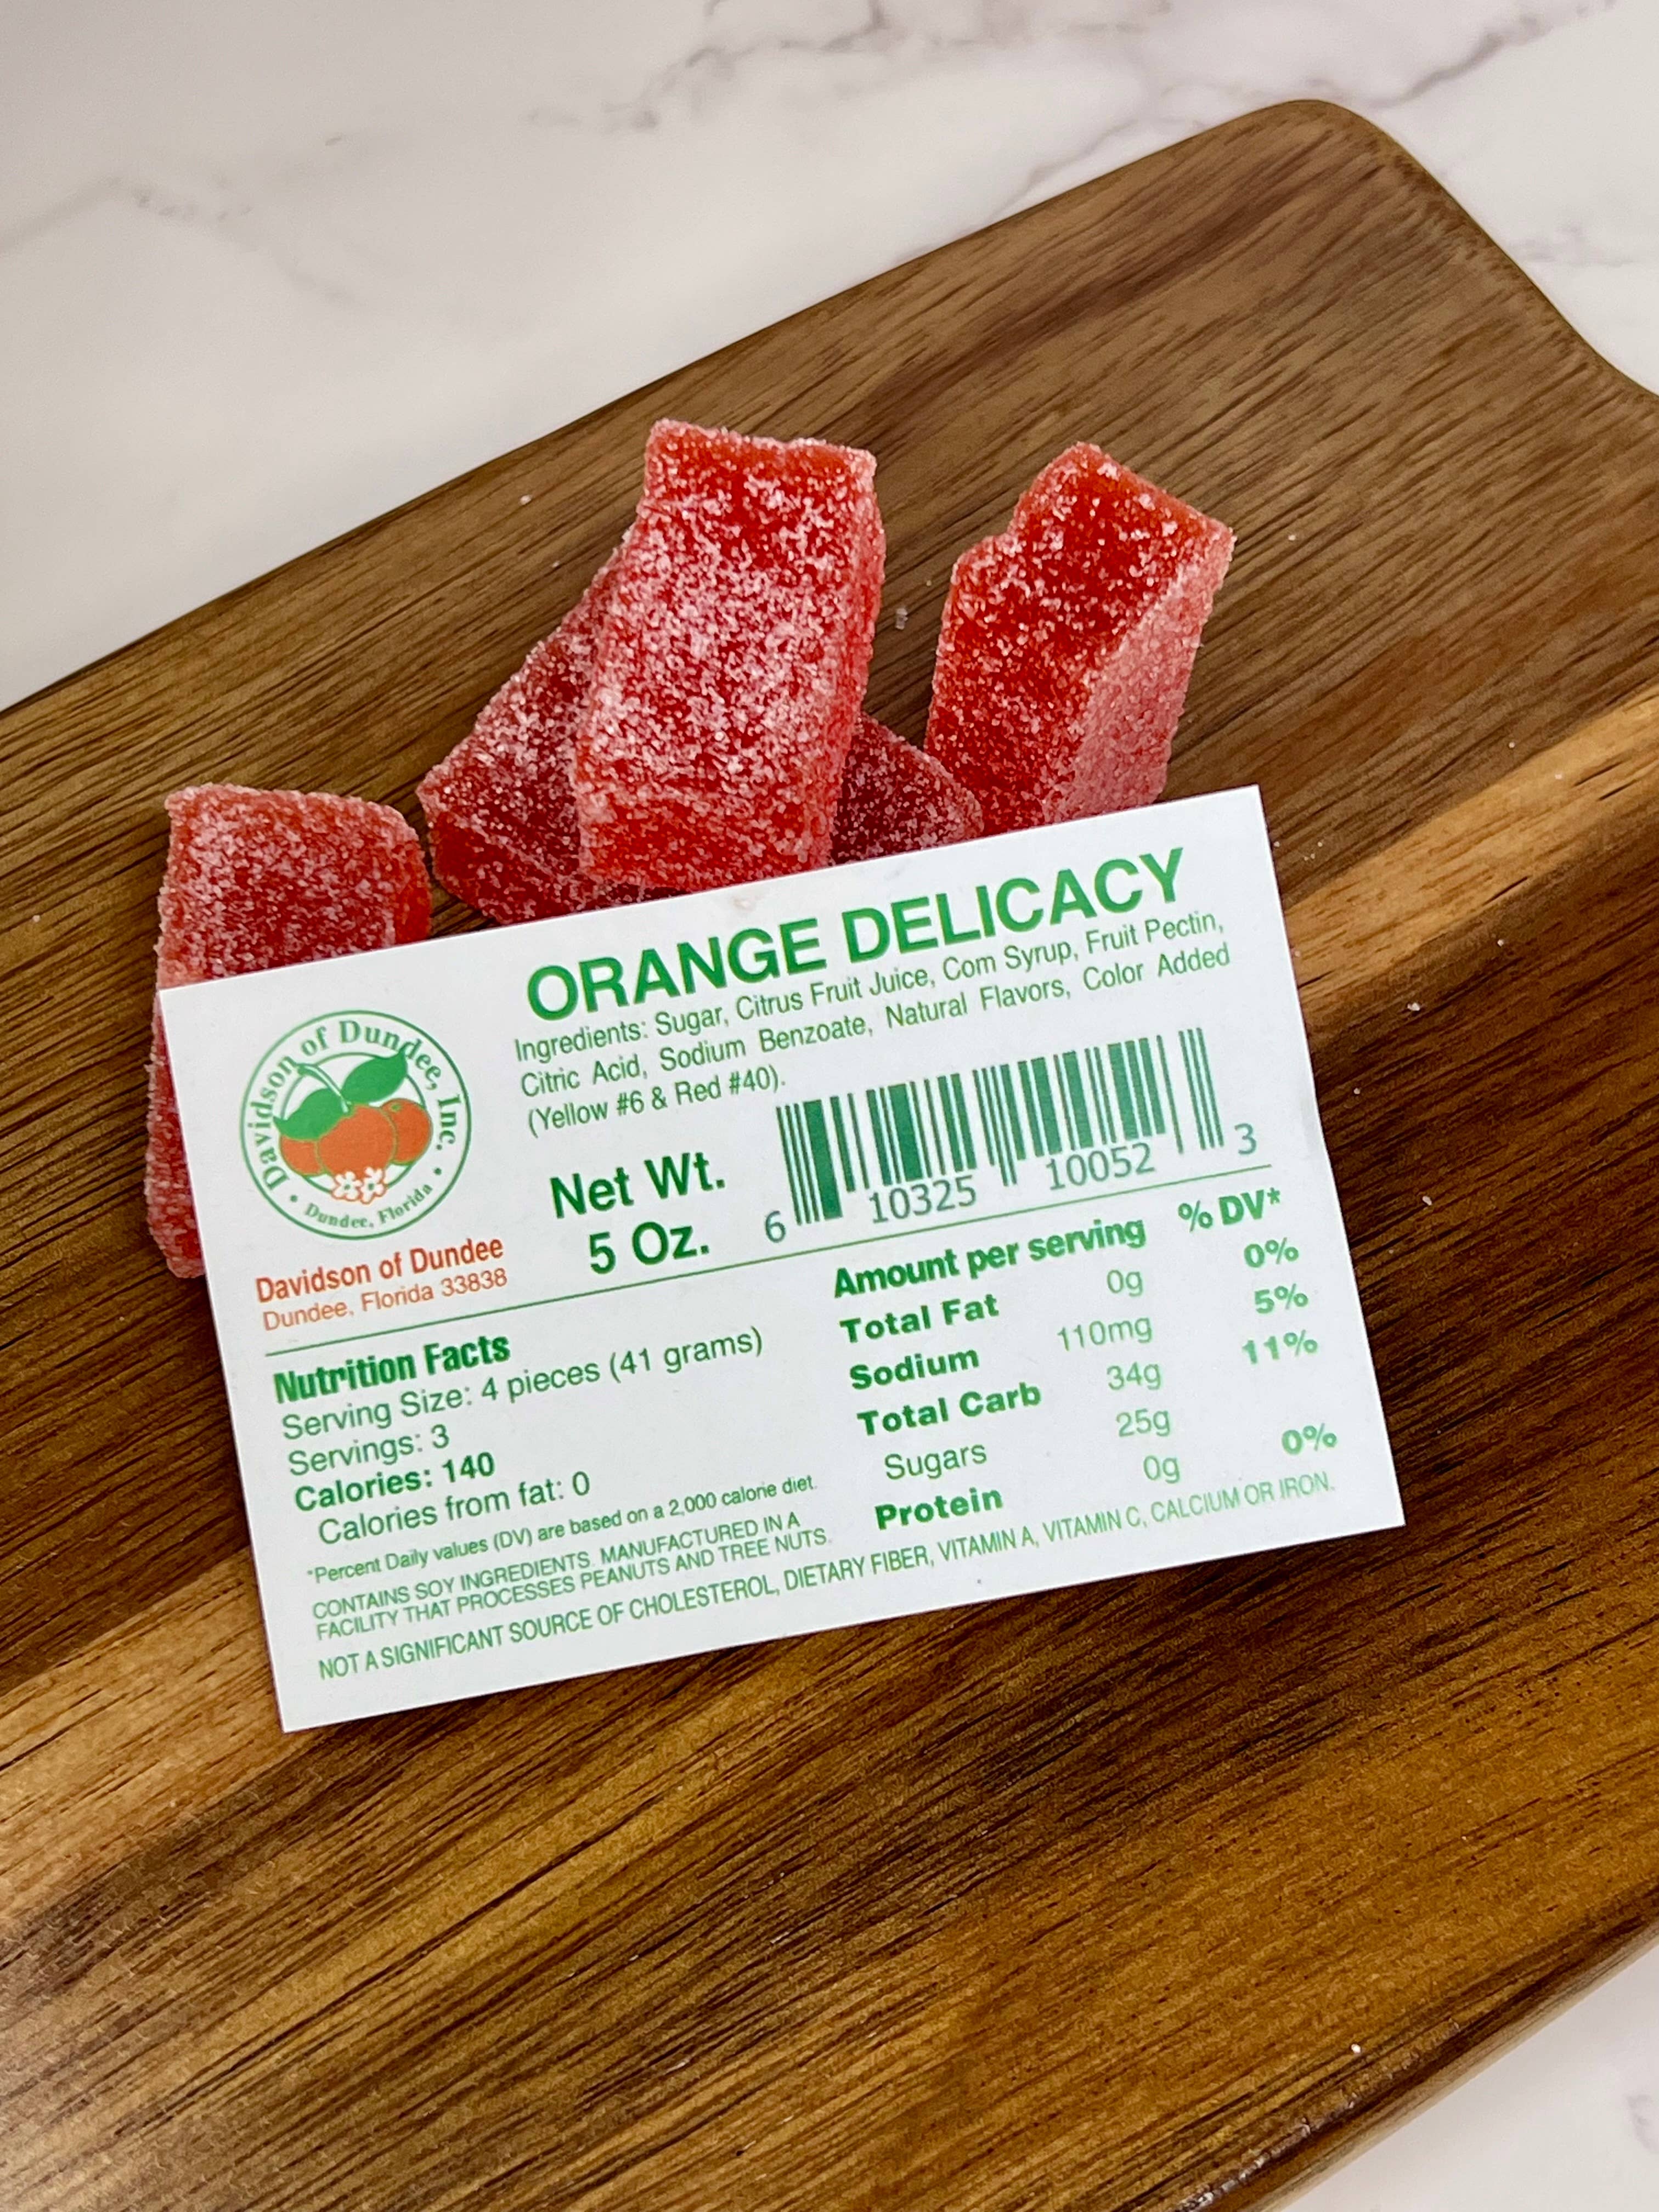 ORANGE DELICACY
Ingredients: Sugar, Citrus Fruit Juice, Corn Syrup, Fruit Pectin,
Citric Acid, Sodium Benzoate, Natural Flavors, Color Added
(Yellow #6 & Red #40).
Davidson of Dundee, Inc.
Dundee, Florida
Davidson of Dundee
Dundee, Florida 33838
Net Wt.
5 Oz.
6 10325 10052 3
Nutrition Facts
Serving Size: 4 pieces (41 grams)
Servings: 3
Calories: 140
Calories from fat: 0
*Percent Daily values (DV) are based on a 2,000 calorie diet.
CONTAINS SOY INGREDIENTS. MANUFACTURED IN A
FACILITY THAT PROCESSES PEANUTS AND TREE NUTS.
Amount per serving % DV*
Total Fat 0g 0%
Sodium 110mg 5%
Total Carb 34g 11%
Sugars 25g
Protein 0g 0%
NOT A SIGNIFICANT SOURCE OF CHOLESTEROL, DIETARY FIBER, VITAMIN A, VITAMIN C, CALCIUM OR IRON.